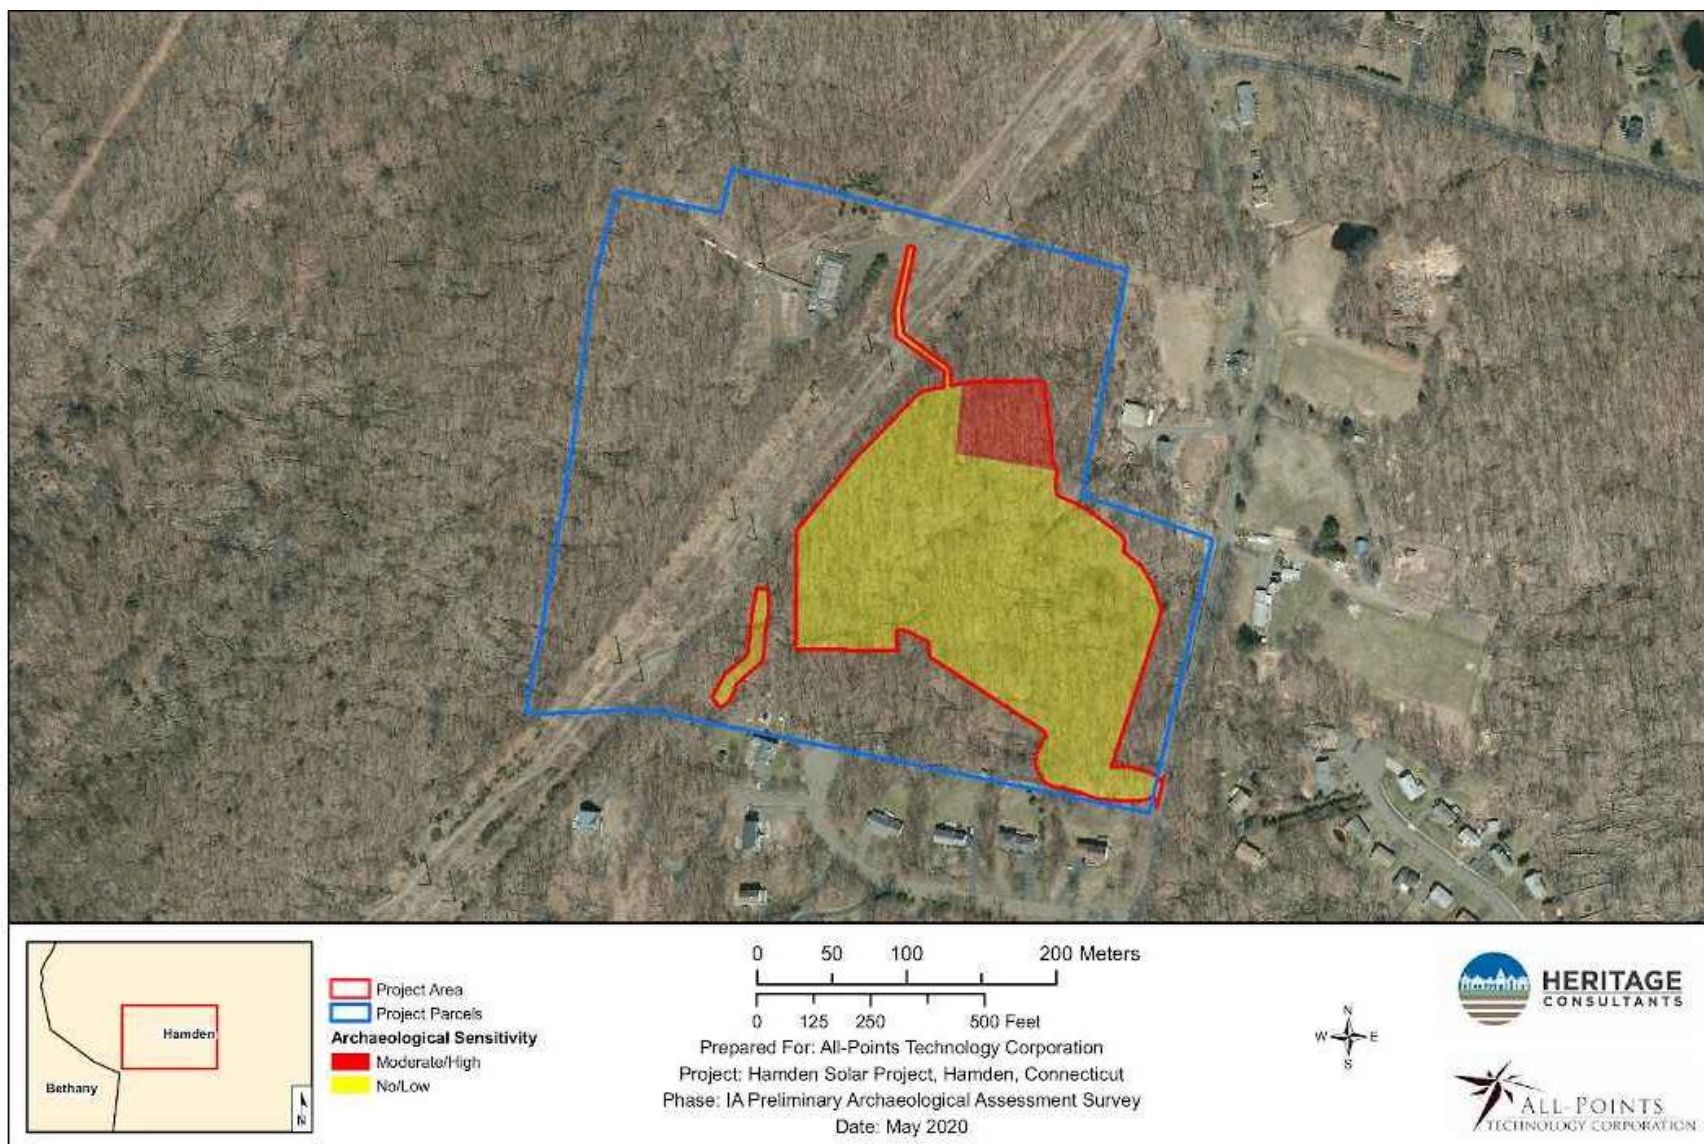 Hamden
Bethany
N
Project Area
Project Parcels
Archaeological Sensitivity
Moderate/High
No/Low
0 50 100 200 Meters
0 125 250 500 Feet
Prepared For: All-Points Technology Corporation
Project: Hamden Solar Project, Hamden, Connecticut
Phase: IA Preliminary Archaeological Assessment Survey
Date: May 2020
N
W E
S
HERITAGE
CONSULTANTS
ALL-POINTS
TECHNOLOGY CORPORATION